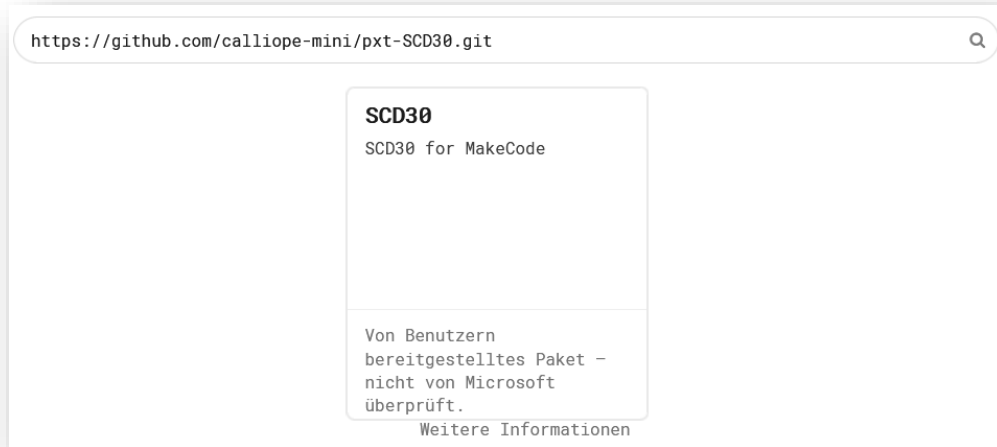 https://github.com/calliope-mini/pxt-SCD30.git
SCD30
SCD30 for MakeCode
Von Benutzern
bereitgestelltes Paket –
nicht von Microsoft
überprüft.
Weitere Informationen